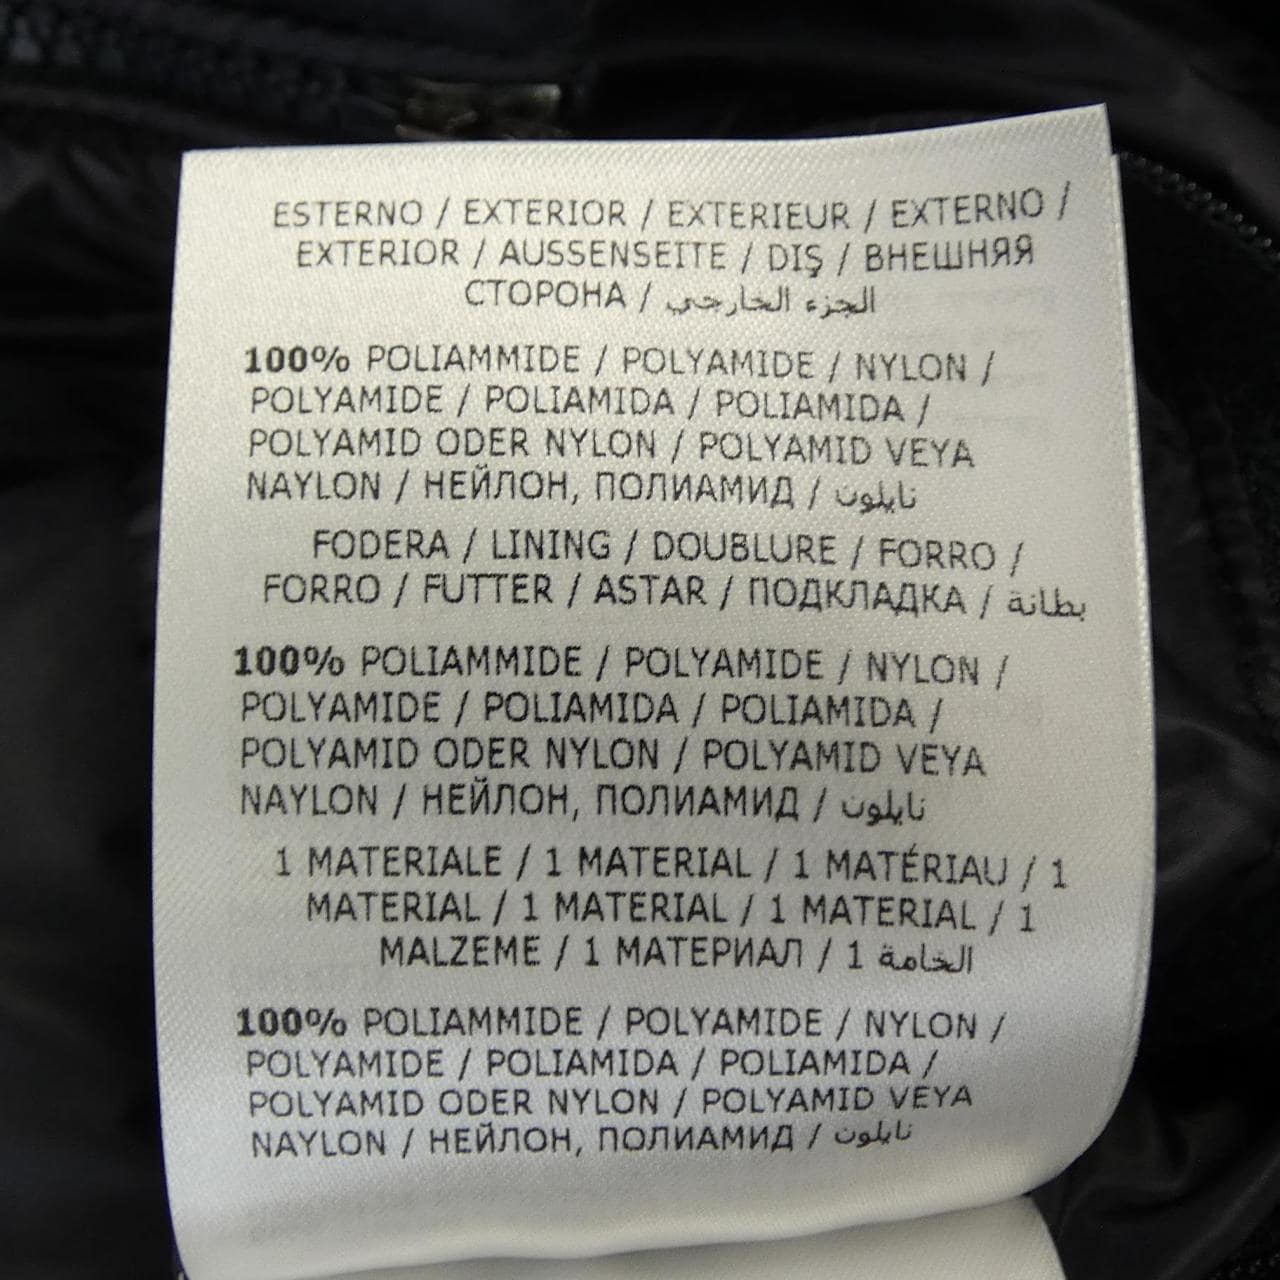 ESTERNO / EXTERIOR / EXTERIEUR / EXTERNO /
EXTERIOR / AUSSENSEITE / DIŞ / ВНЕШНЯЯ
СТОРОНА / الجزء الخارجي
100% POLIAMMIDE / POLYAMIDE / NYLON /
POLYAMIDE / POLIAMIDA / POLIAMIDA /
POLYAMID ODER NYLON / POLYAMID VEYA
NAYLON / НЕЙЛОН, ПОЛИАМИД / نايلون
FODERA / LINING / DOUBLURE / FORRO /
FORRO / FUTTER / ASTAR / ПОДКЛАДКА / بطانة
100% POLIAMMIDE / POLYAMIDE / NYLON /
POLYAMIDE / POLIAMIDA / POLIAMIDA /
POLYAMID ODER NYLON / POLYAMID VEYA
NAYLON / НЕЙЛОН, ПОЛИАМИД / نايلون
1 MATERIALE / 1 MATERIAL / 1 MATÉRIAU / 1
MATERIAL / 1 MATERIAL / 1 MATERIAL / 1
MALZEME / 1 МАТЕРИАЛ / 1 الخامة
100% POLIAMMIDE / POLYAMIDE / NYLON /
POLYAMIDE / POLIAMIDA / POLIAMIDA /
POLYAMID ODER NYLON / POLYAMID VEYA
NAYLON / НЕЙЛОН, ПОЛИАМИД / نايلون